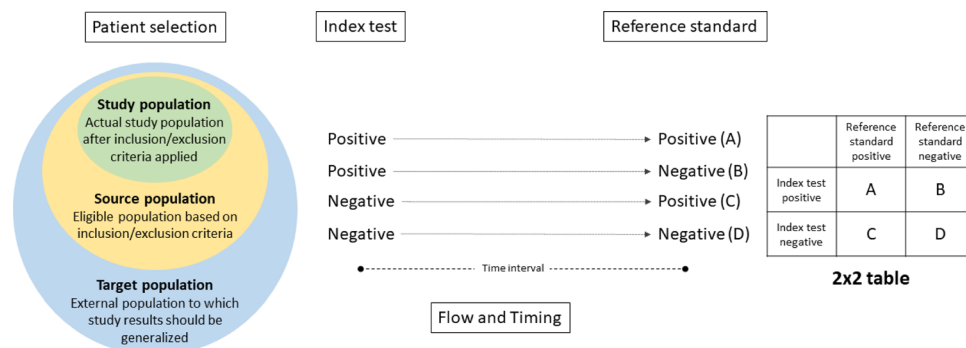 Patient selection
Index test
Reference standard
Study population
Actual study population
after inclusion/exclusion
criteria applied
Source population
Eligible population based on
inclusion/exclusion criteria
Target population
External population to which
study results should be
generalized
Positive
Positive (A)
Positive
Negative (B)
Negative
Positive (C)
Negative
Negative (D)
Time interval
Flow and Timing
Reference
standard
positive
Reference
standard
negative
Index test
positive
A
B
Index test
negative
C
D
2x2 table